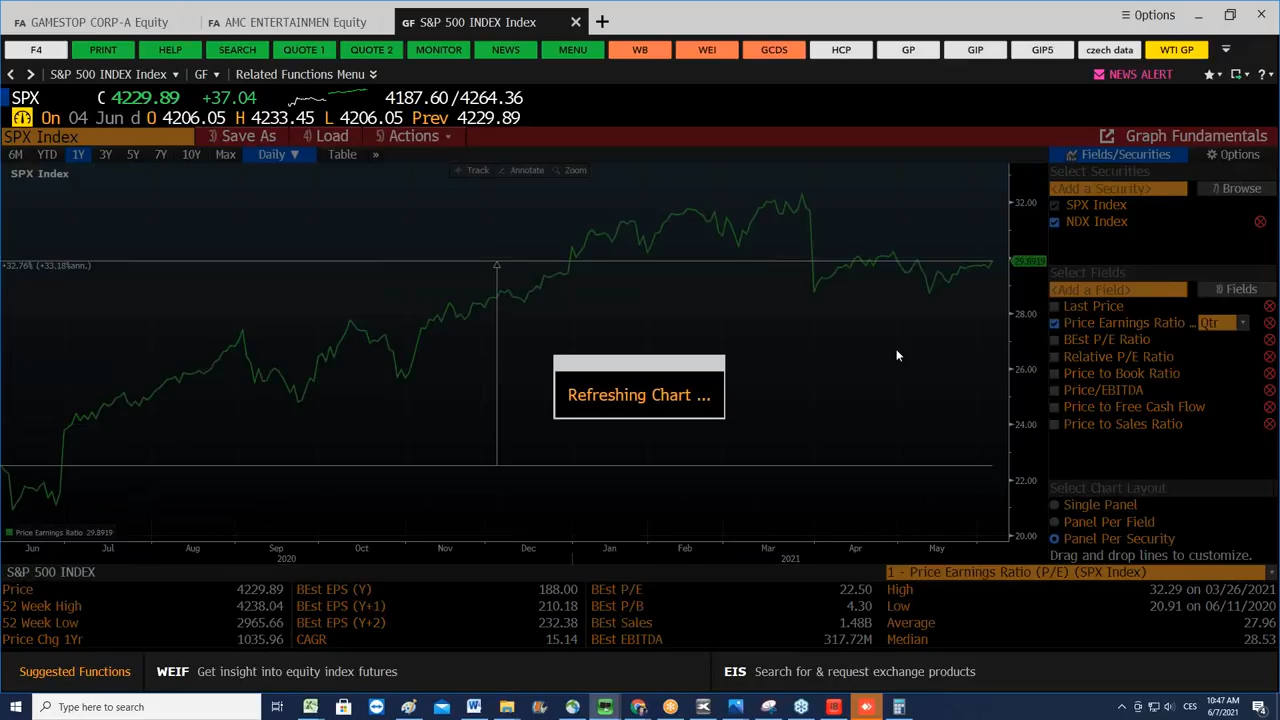 FA GAMESTOP CORP-A Equity FA AMC ENTERTAINMEN Equity GF S&P 500 INDEX Index Options
F4 PRINT HELP SEARCH QUOTE 1 QUOTE 2 MONITOR NEWS MENU WB WEI GCDS HCP GP GIP GIP5 czech data WTI GP
S&P 500 INDEX Index GF Related Functions Menu NEWS ALERT
SPX C 4229.89 +37.04 4187.60/4264.36
On 04 Jun d O 4206.05 H 4233.45 L 4206.05 Prev 4229.89
SPX Index 3) Save As 4) Load 5) Actions Graph Fundamentals
6M YTD 1Y 3Y 5Y 7Y 10Y Max Daily Table » Fields/Securities Options
SPX Index Track Annotate Zoom Select Securities
<Add a Security> 7) Browse
32.00 SPX Index
NDX Index
+32.76% (+33.18%ann.) 29.8919
Select Fields
<Add a Field> 8) Fields
28.00 Last Price
Price Earnings Ratio ... Qtr
BEst P/E Ratio
Relative P/E Ratio
26.00 Price to Book Ratio
Refreshing Chart ... Price/EBITDA
Price to Free Cash Flow
24.00 Price to Sales Ratio
22.00 Select Chart Layout
Single Panel
Panel Per Field
Price Earnings Ratio 29.8919 20.00 Panel Per Security
Jun Jul Aug Sep Oct Nov Dec Jan Feb Mar Apr May Drag and drop lines to customize.
2020 2021
S&P 500 INDEX 1 - Price Earnings Ratio (P/E) (SPX Index)
Price 4229.89 BEst EPS (Y) 188.00 BEst P/E 22.50 High 32.29 on 03/26/2021
52 Week High 4238.04 BEst EPS (Y+1) 210.18 BEst P/B 4.30 Low 20.91 on 06/11/2020
52 Week Low 2965.66 BEst EPS (Y+2) 232.38 BEst Sales 1.48B Average 27.96
Price Chg 1Yr 1035.96 CAGR 15.14 BEst EBITDA 317.72M Median 28.53
Suggested Functions WEIF Get insight into equity index futures EIS Search for & request exchange products
Type here to search CES 10:47 AM
6/7/2021